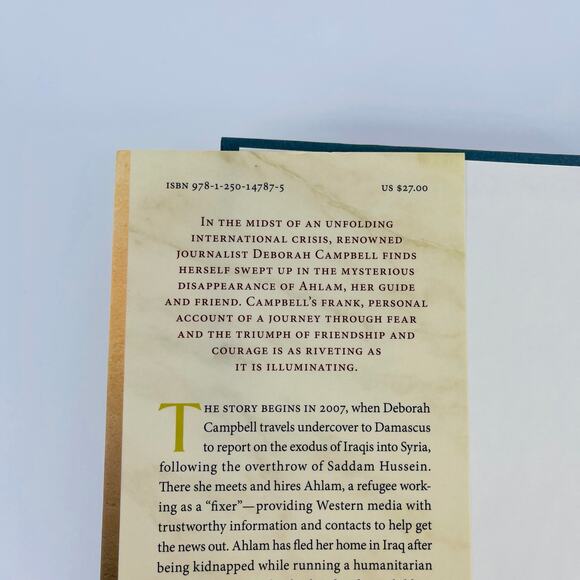 ISBN 978-1-250-14787-5 US $27.00
IN THE MIDST OF AN UNFOLDING
INTERNATIONAL CRISIS, RENOWNED
JOURNALIST DEBORAH CAMPBELL FINDS
HERSELF SWEPT UP IN THE MYSTERIOUS
DISAPPEARANCE OF AHLAM, HER GUIDE
AND FRIEND. CAMPBELL'S FRANK, PERSONAL
ACCOUNT OF A JOURNEY THROUGH FEAR
AND THE TRIUMPH OF FRIENDSHIP AND
COURAGE IS AS RIVETING AS
IT IS ILLUMINATING.
THE STORY BEGINS IN 2007, when Deborah
Campbell travels undercover to Damascus
to report on the exodus of Iraqis into Syria,
following the overthrow of Saddam Hussein.
There she meets and hires Ahlam, a refugee work-
ing as a “fixer”—providing Western media with
trustworthy information and contacts to help get
the news out. Ahlam has fled her home in Iraq after
being kidnapped while running a humanitarian